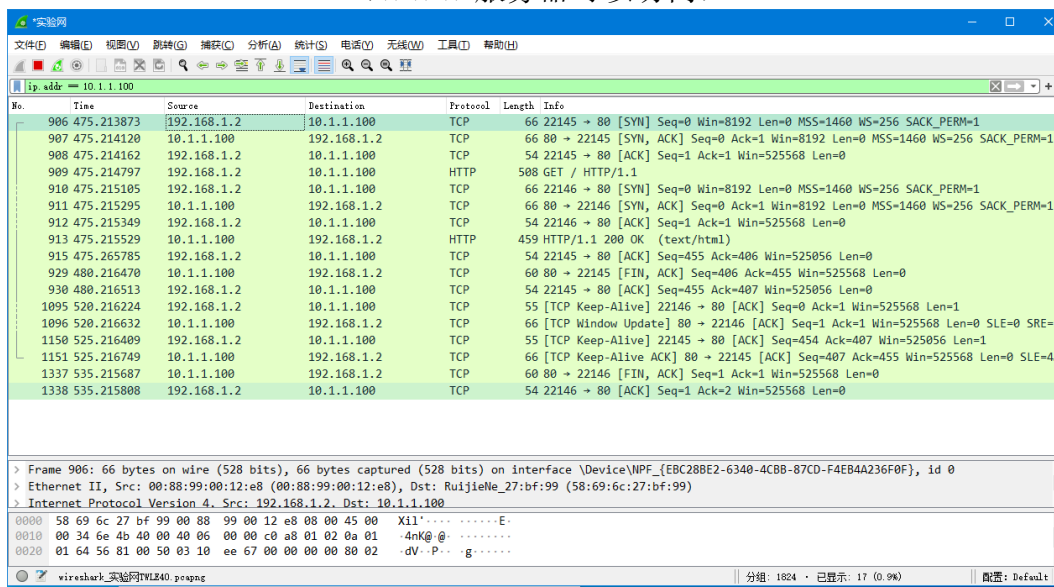 *实验网
文件(F) 编辑(E) 视图(V) 跳转(G) 捕获(C) 分析(A) 统计(S) 电话(Y) 无线(W) 工具(T) 帮助(H)
ip.addr == 10.1.1.100
No. Time Source Destination Protocol Length Info
906 475.213873 192.168.1.2 10.1.1.100 TCP 66 22145 → 80 [SYN] Seq=0 Win=8192 Len=0 MSS=1460 WS=256 SACK_PERM=1
907 475.214120 10.1.1.100 192.168.1.2 TCP 66 80 → 22145 [SYN, ACK] Seq=0 Ack=1 Win=8192 Len=0 MSS=1460 WS=256 SACK_PERM=1
908 475.214162 192.168.1.2 10.1.1.100 TCP 54 22145 → 80 [ACK] Seq=1 Ack=1 Win=525568 Len=0
909 475.214797 192.168.1.2 10.1.1.100 HTTP 508 GET / HTTP/1.1
910 475.215105 192.168.1.2 10.1.1.100 TCP 66 22146 → 80 [SYN] Seq=0 Win=8192 Len=0 MSS=1460 WS=256 SACK_PERM=1
911 475.215295 10.1.1.100 192.168.1.2 TCP 66 80 → 22146 [SYN, ACK] Seq=0 Ack=1 Win=8192 Len=0 MSS=1460 WS=256 SACK_PERM=1
912 475.215349 192.168.1.2 10.1.1.100 TCP 54 22146 → 80 [ACK] Seq=1 Ack=1 Win=525568 Len=0
913 475.215529 10.1.1.100 192.168.1.2 HTTP 459 HTTP/1.1 200 OK (text/html)
915 475.265785 192.168.1.2 10.1.1.100 TCP 54 22145 → 80 [ACK] Seq=455 Ack=406 Win=525056 Len=0
929 480.216470 10.1.1.100 192.168.1.2 TCP 60 80 → 22145 [FIN, ACK] Seq=406 Ack=455 Win=525568 Len=0
930 480.216513 192.168.1.2 10.1.1.100 TCP 54 22145 → 80 [ACK] Seq=455 Ack=407 Win=525056 Len=0
1095 520.216224 192.168.1.2 10.1.1.100 TCP 55 [TCP Keep-Alive] 22146 → 80 [ACK] Seq=0 Ack=1 Win=525568 Len=1
1096 520.216632 10.1.1.100 192.168.1.2 TCP 66 [TCP Window Update] 80 → 22146 [ACK] Seq=1 Ack=1 Win=525568 Len=0 SLE=0 SRE=
1150 525.216409 192.168.1.2 10.1.1.100 TCP 55 [TCP Keep-Alive] 22145 → 80 [ACK] Seq=454 Ack=407 Win=525056 Len=1
1151 525.216749 10.1.1.100 192.168.1.2 TCP 66 [TCP Keep-Alive ACK] 80 → 22145 [ACK] Seq=407 Ack=455 Win=525568 Len=0 SLE=4
1337 535.215687 10.1.1.100 192.168.1.2 TCP 60 80 → 22146 [FIN, ACK] Seq=1 Ack=1 Win=525568 Len=0
1338 535.215808 192.168.1.2 10.1.1.100 TCP 54 22146 → 80 [ACK] Seq=1 Ack=2 Win=525568 Len=0
> Frame 906: 66 bytes on wire (528 bits), 66 bytes captured (528 bits) on interface \Device\NPF_{EBC28BE2-6340-4CBB-87CD-F4EB4A236F0F}, id 0
> Ethernet II, Src: 00:88:99:00:12:e8 (00:88:99:00:12:e8), Dst: RuijieNe_27:bf:99 (58:69:6c:27:bf:99)
> Internet Protocol Version 4, Src: 192.168.1.2, Dst: 10.1.1.100
0000 58 69 6c 27 bf 99 00 88 99 00 12 e8 08 00 45 00 Xil'···· ······E·
0010 00 34 6e 4b 40 00 40 06 00 00 c0 a8 01 02 0a 01 ·4nK@·@· ········
0020 01 64 56 81 00 50 03 10 ee 67 00 00 00 00 80 02 ·dV··P·· ·g······
wireshark_实验网TWLE40.pcapng 分组: 1824 · 已显示: 17 (0.9%) 配置: Default